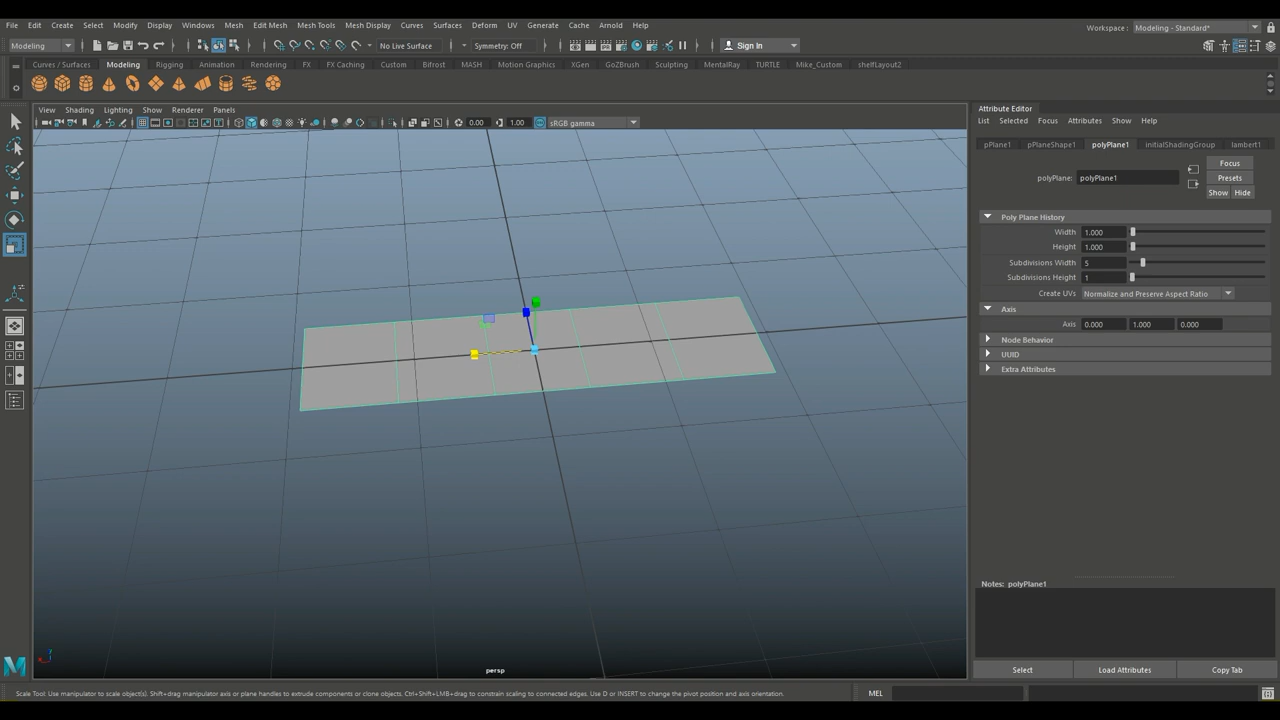 File Edit Create Select Modify Display Windows Mesh Edit Mesh Mesh Tools Mesh Display Curves Surfaces Deform UV Generate Cache Arnold Help
Workspace : Modeling - Standard*
Modeling No Live Surface Symmetry: Off Sign In
Curves / Surfaces Modeling Rigging Animation Rendering FX FX Caching Custom Bifrost MASH Motion Graphics XGen GoZBrush Sculpting MentalRay TURTLE Mike_Custom shelfLayout2
View Shading Lighting Show Renderer Panels
0.00 1.00 sRGB gamma
Attribute Editor
List Selected Focus Attributes Show Help
pPlane1 pPlaneShape1 polyPlane1 initialShadingGroup lambert1
polyPlane: polyPlane1
Focus
Presets
Show Hide
Poly Plane History
Width 1.000
Height 1.000
Subdivisions Width 5
Subdivisions Height 1
Create UVs Normalize and Preserve Aspect Ratio
Axis
Axis 0.000 1.000 0.000
Node Behavior
UUID
Extra Attributes
Notes: polyPlane1
persp
Select Load Attributes Copy Tab
Scale Tool: Use manipulator to scale object(s). Shift+drag manipulator axis or plane handles to extrude components or clone objects. Ctrl+Shift+LMB+drag to constrain scaling to connected edges. Use D or INSERT to change the pivot position and axis orientation.
MEL